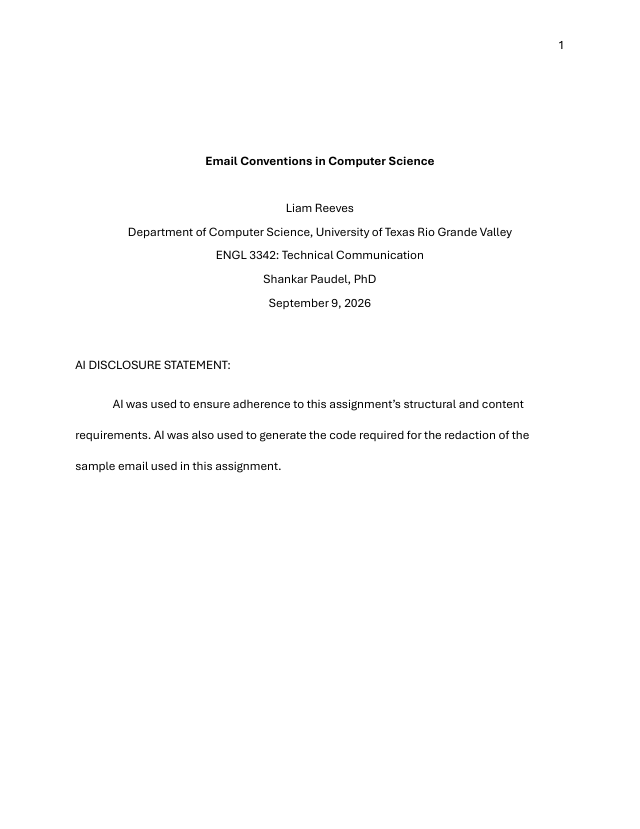 1
Email Conventions in Computer Science
Liam Reeves
Department of Computer Science, University of Texas Rio Grande Valley
ENGL 3342: Technical Communication
Shankar Paudel, PhD
September 9, 2026
AI DISCLOSURE STATEMENT:
AI was used to ensure adherence to this assignment’s structural and content
requirements. AI was also used to generate the code required for the redaction of the
sample email used in this assignment.